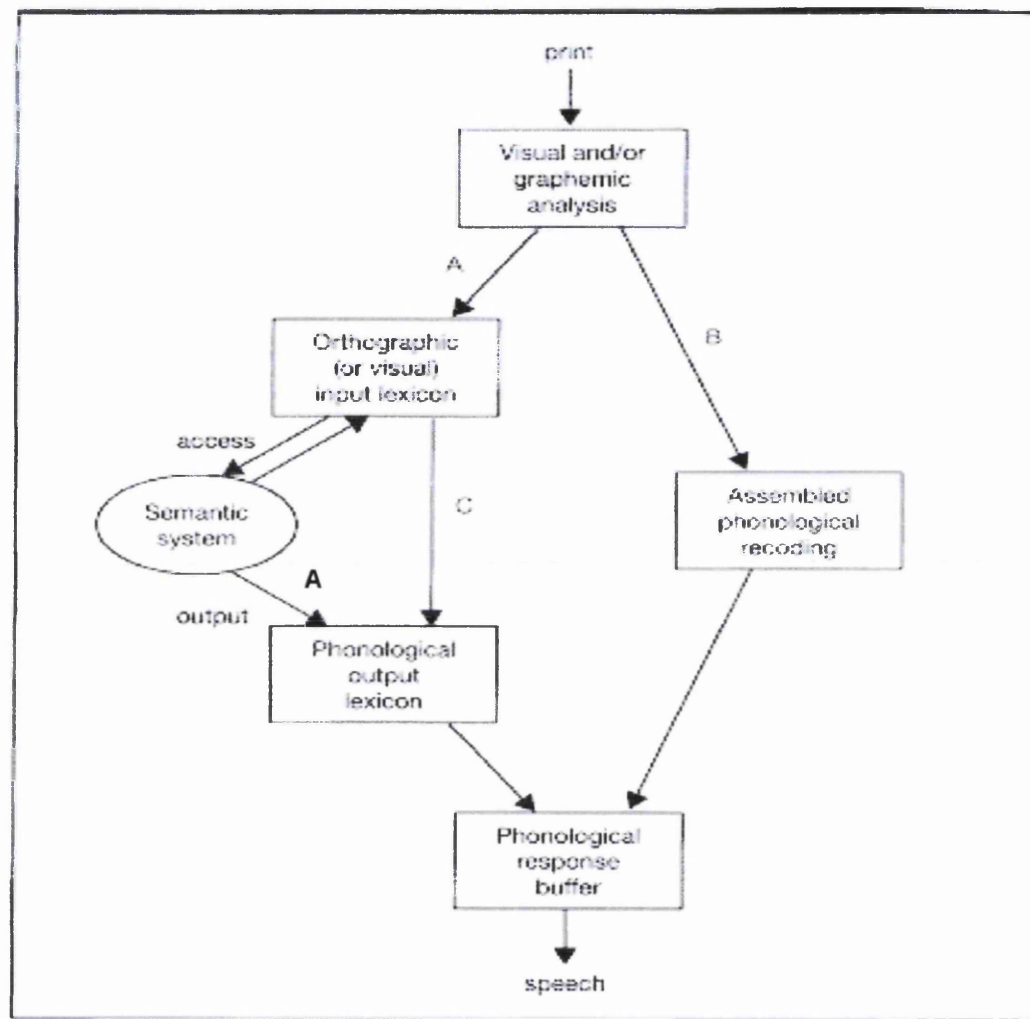 print
Visual and/or
graphemic
analysis
A
Orthographic
(or visual)
input lexicon
B
access
Semantic
system
C
Assembled
phonological
recoding
A
output
Phonological
output
lexicon
Phonological
response
buffer
speech